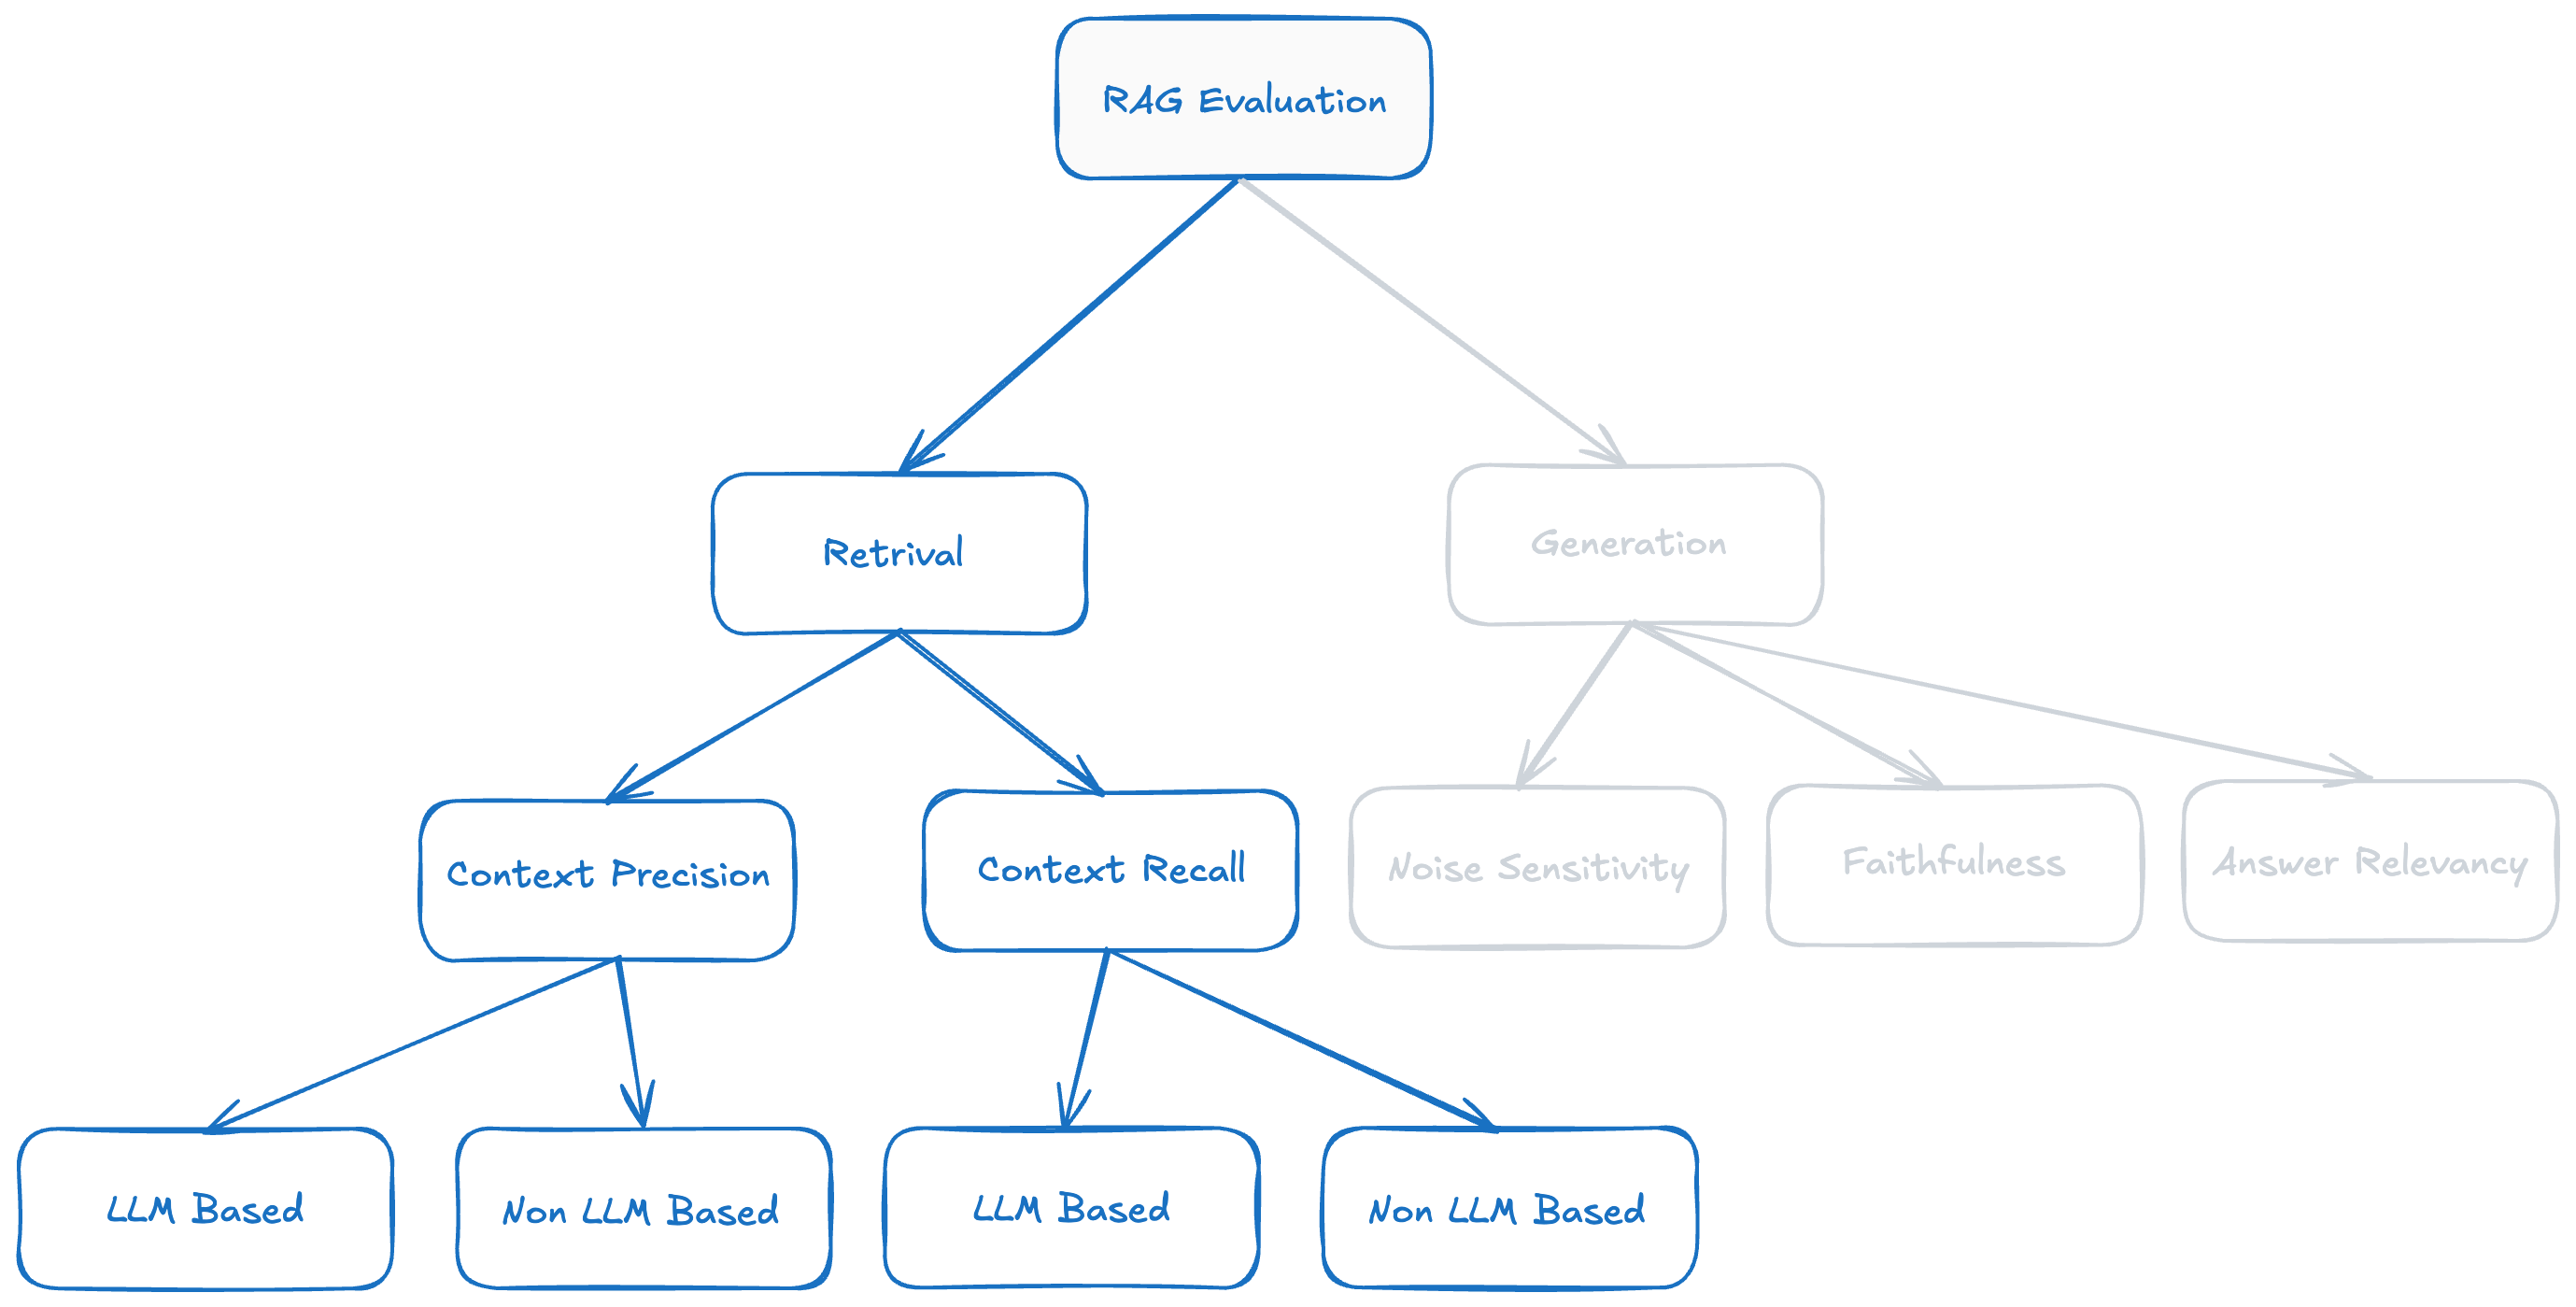 RAG Evaluation
Retrival
Generation
Context Precision
Context Recall
Noise Sensitivity
Faithfulness
Answer Relevancy
LLM Based
Non LLM Based
LLM Based
Non LLM Based